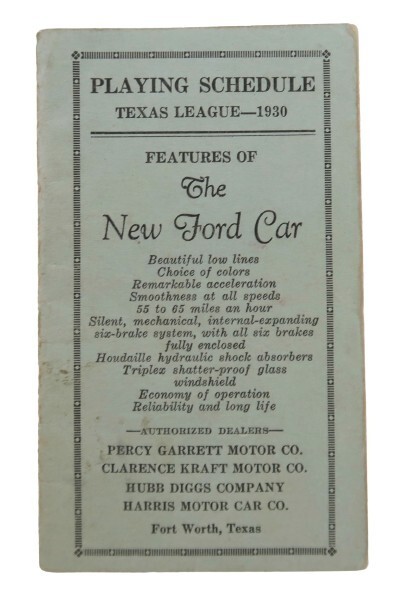 PLAYING SCHEDULE
TEXAS LEAGUE—1930
FEATURES OF
The
New Ford Car
Beautiful low lines
Choice of colors
Remarkable acceleration
Smoothness at all speeds
55 to 65 miles an hour
Silent, mechanical, internal-expanding
six-brake system, with all six brakes
fully enclosed
Houdaille hydraulic shock absorbers
Triplex shatter-proof glass
windshield
Economy of operation
Reliability and long life
—AUTHORIZED DEALERS—
PERCY GARRETT MOTOR CO.
CLARENCE KRAFT MOTOR CO.
HUBB DIGGS COMPANY
HARRIS MOTOR CAR CO.
Fort Worth, Texas